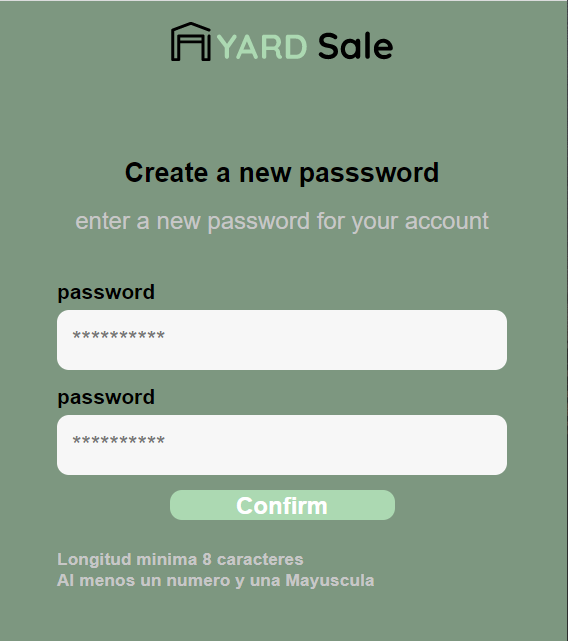 YARD Sale
Create a new passsword
enter a new password for your account
password
**********
password
**********
Confirm
Longitud minima 8 caracteres
Al menos un numero y una Mayuscula